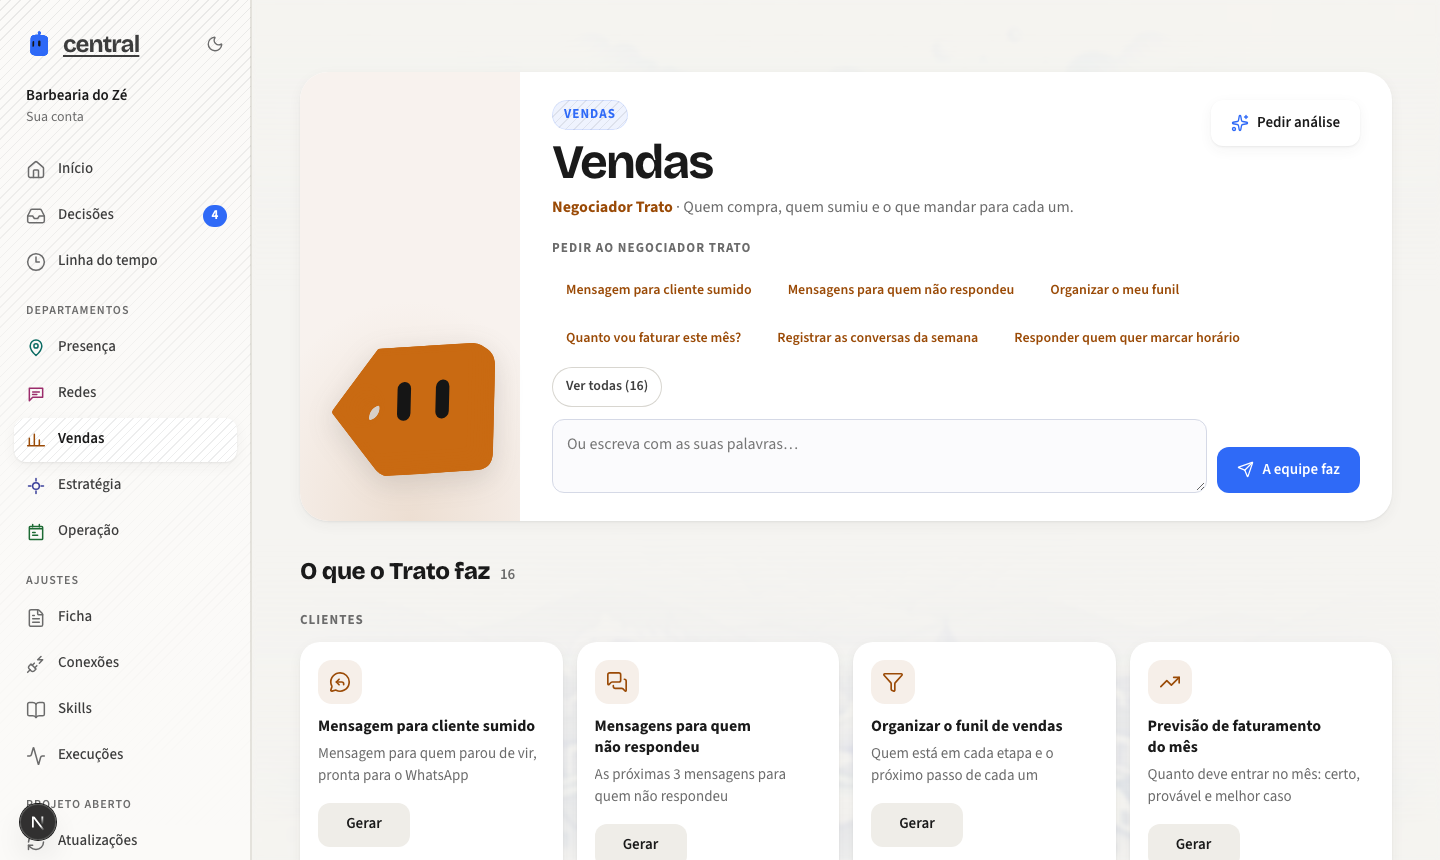 central
Barbearia do Zé
Sua conta
Início
Decisões
4
Linha do tempo
DEPARTAMENTOS
Presença
Redes
Vendas
Estratégia
Operação
AJUSTES
Ficha
Conexões
Skills
Execuções
PROJETO ABERTO
N
Atualizações
VENDAS
Pedir análise
Vendas
Negociador Trato · Quem compra, quem sumiu e o que mandar para cada um.
PEDIR AO NEGOCIADOR TRATO
Mensagem para cliente sumido
Mensagens para quem não respondeu
Organizar o meu funil
Quanto vou faturar este mês?
Registrar as conversas da semana
Responder quem quer marcar horário
Ver todas (16)
Ou escreva com as suas palavras…
A equipe faz
O que o Trato faz 16
CLIENTES
Mensagem para cliente sumido
Mensagem para quem parou de vir,
pronta para o WhatsApp
Gerar
Mensagens para quem
não respondeu
As próximas 3 mensagens para
quem não respondeu
Gerar
Organizar o funil de vendas
Quem está em cada etapa e o
próximo passo de cada um
Gerar
Previsão de faturamento
do mês
Quanto deve entrar no mês: certo,
provável e melhor caso
Gerar